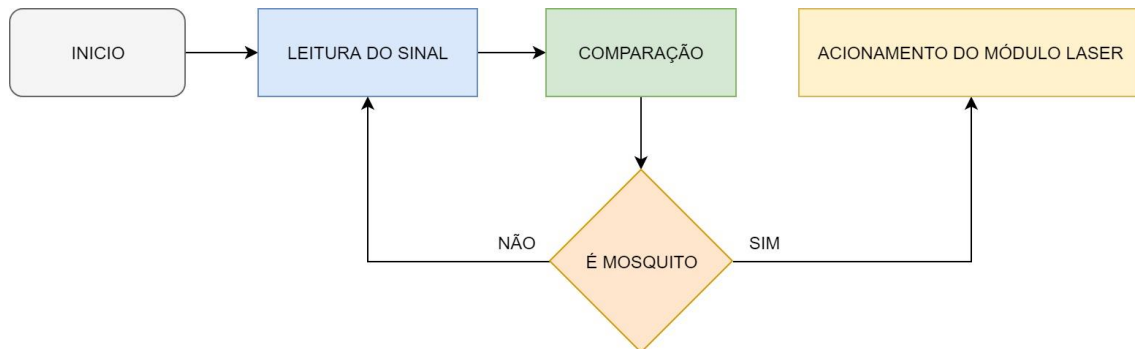 INICIO
LEITURA DO SINAL
COMPARAÇÃO
ACIONAMENTO DO MÓDULO LASER
NÃO
SIM
É MOSQUITO